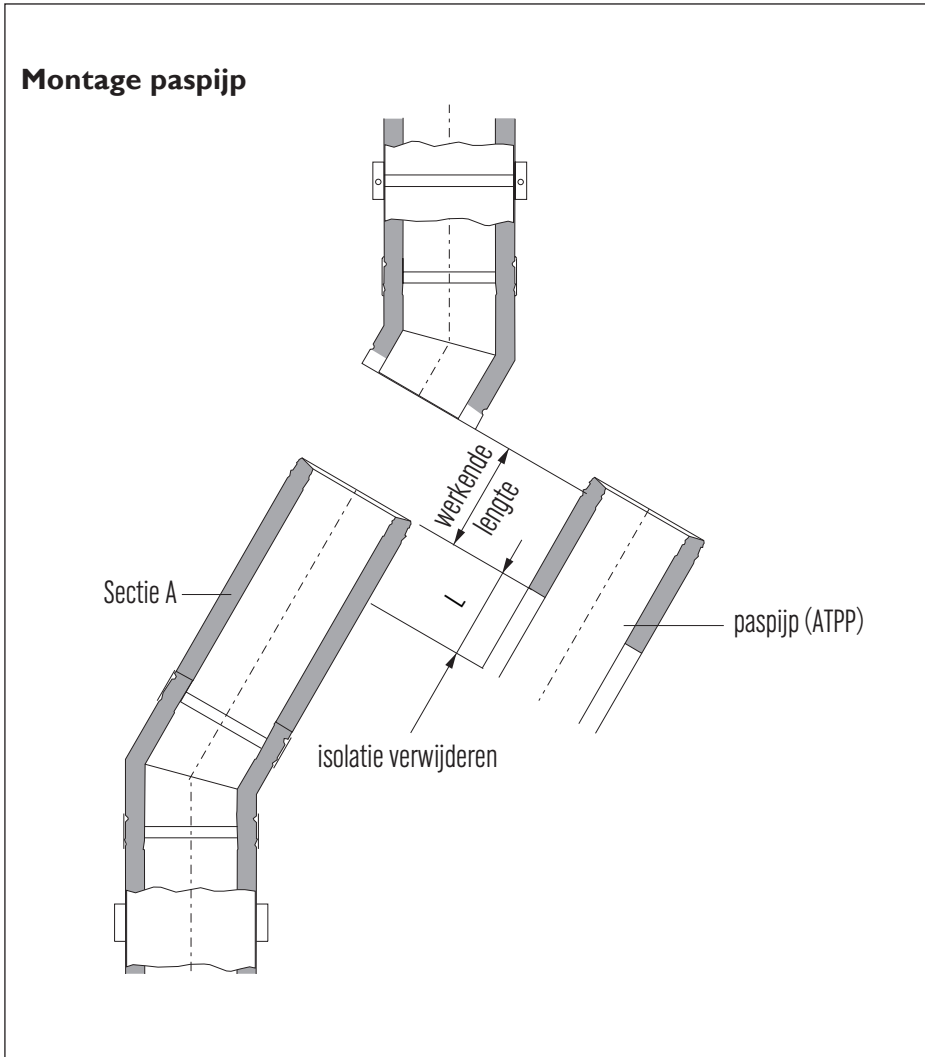 Montage paspijp
werkende
lengte
L
Sectie A
paspijp (ATPP)
isolatie verwijderen